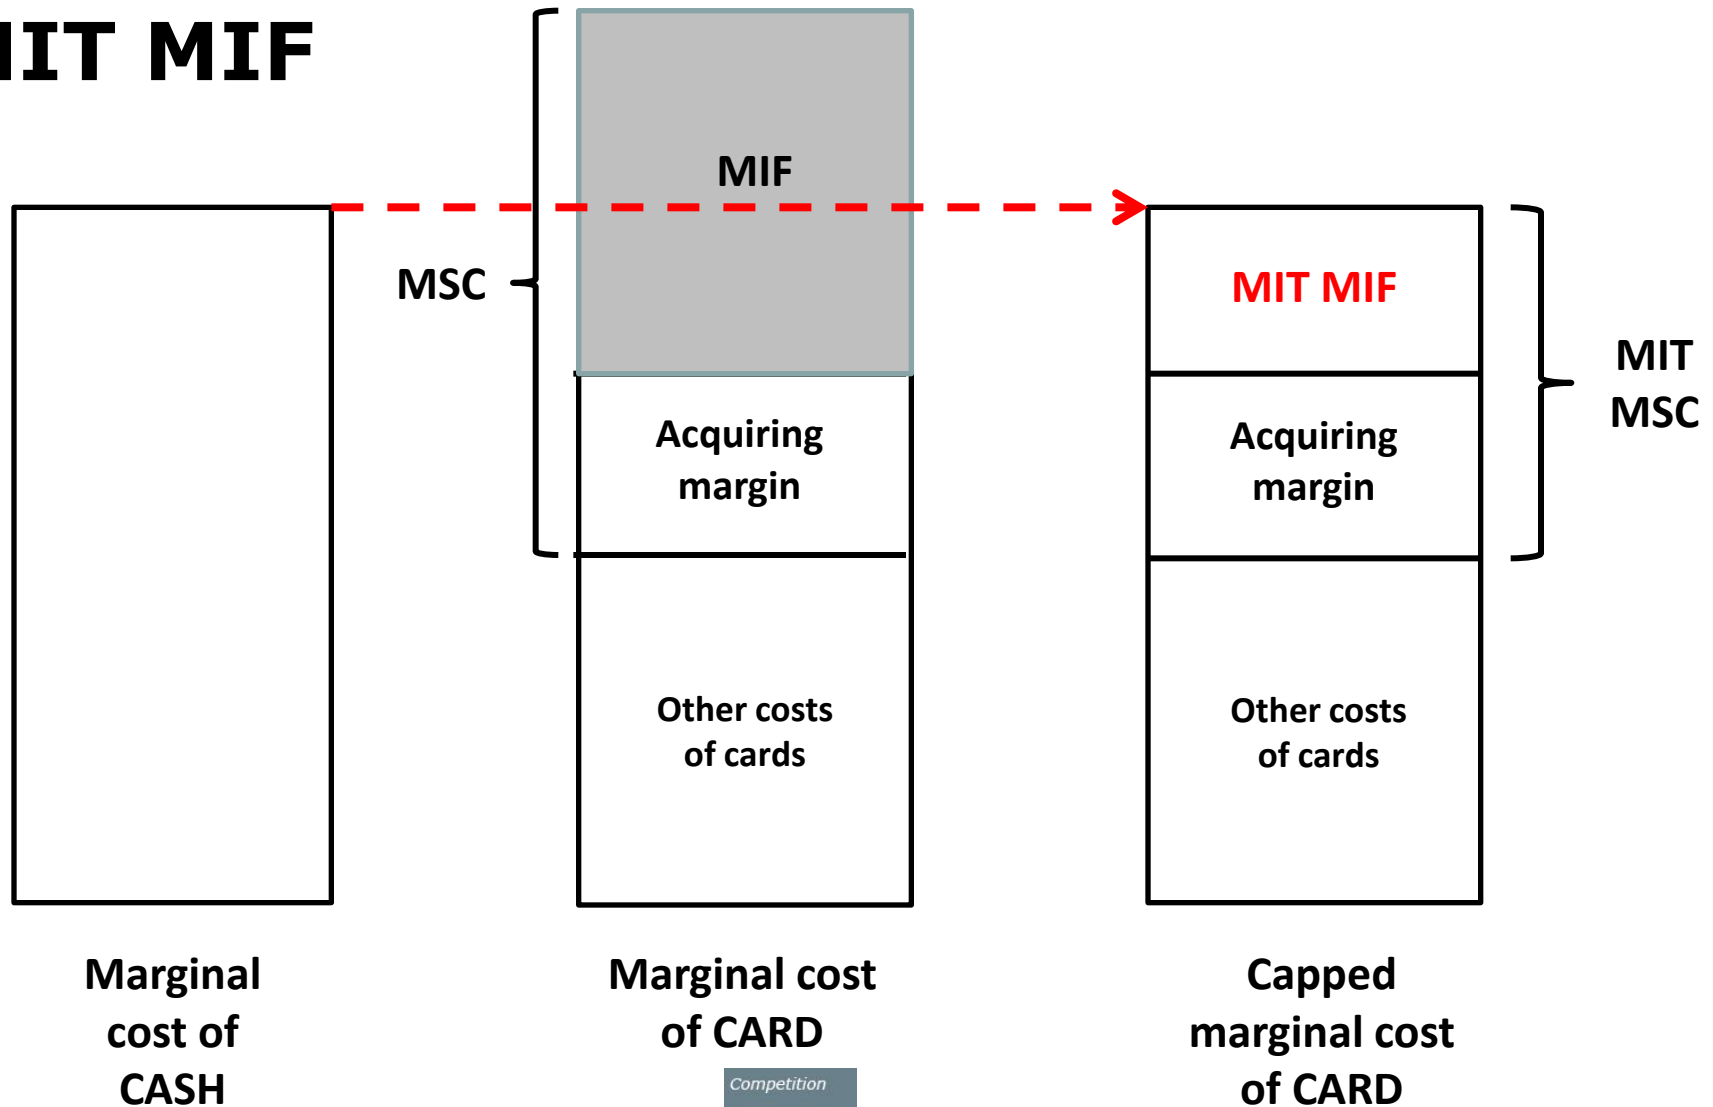 MIT MIF
MIF
MSC
MIT MIF
MIT
MSC
Acquiring
margin
Acquiring
margin
Other costs
of cards
Other costs
of cards
Marginal
cost of
CASH
Marginal cost
of CARD
Capped
marginal cost
of CARD
Competition